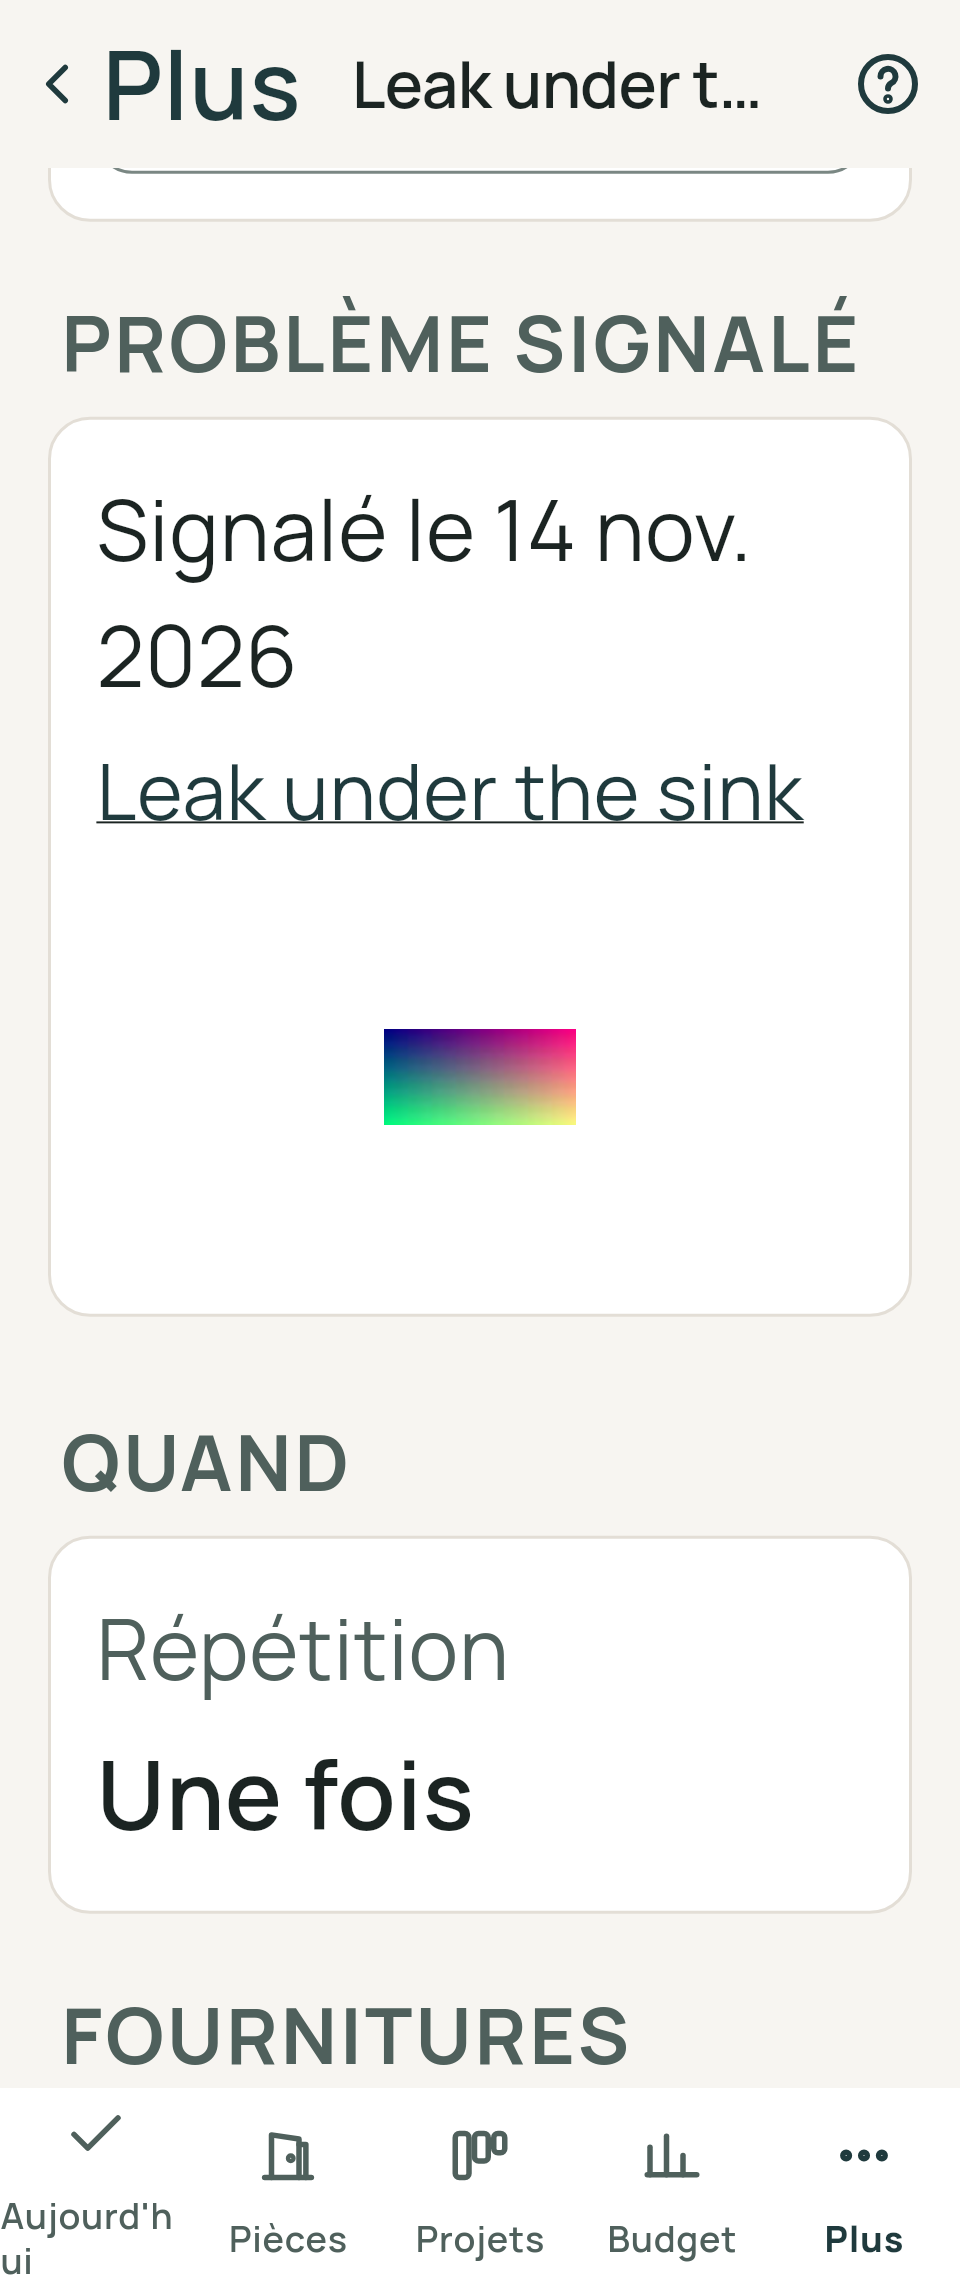 Plus
Leak under t...
PROBLÈME SIGNALÉ
Signalé le 14 nov.
2026
Leak under the sink
QUAND
Répétition
Une fois
FOURNITURES
Aujourd'h
ui
Pièces
Projets
Budget
Plus